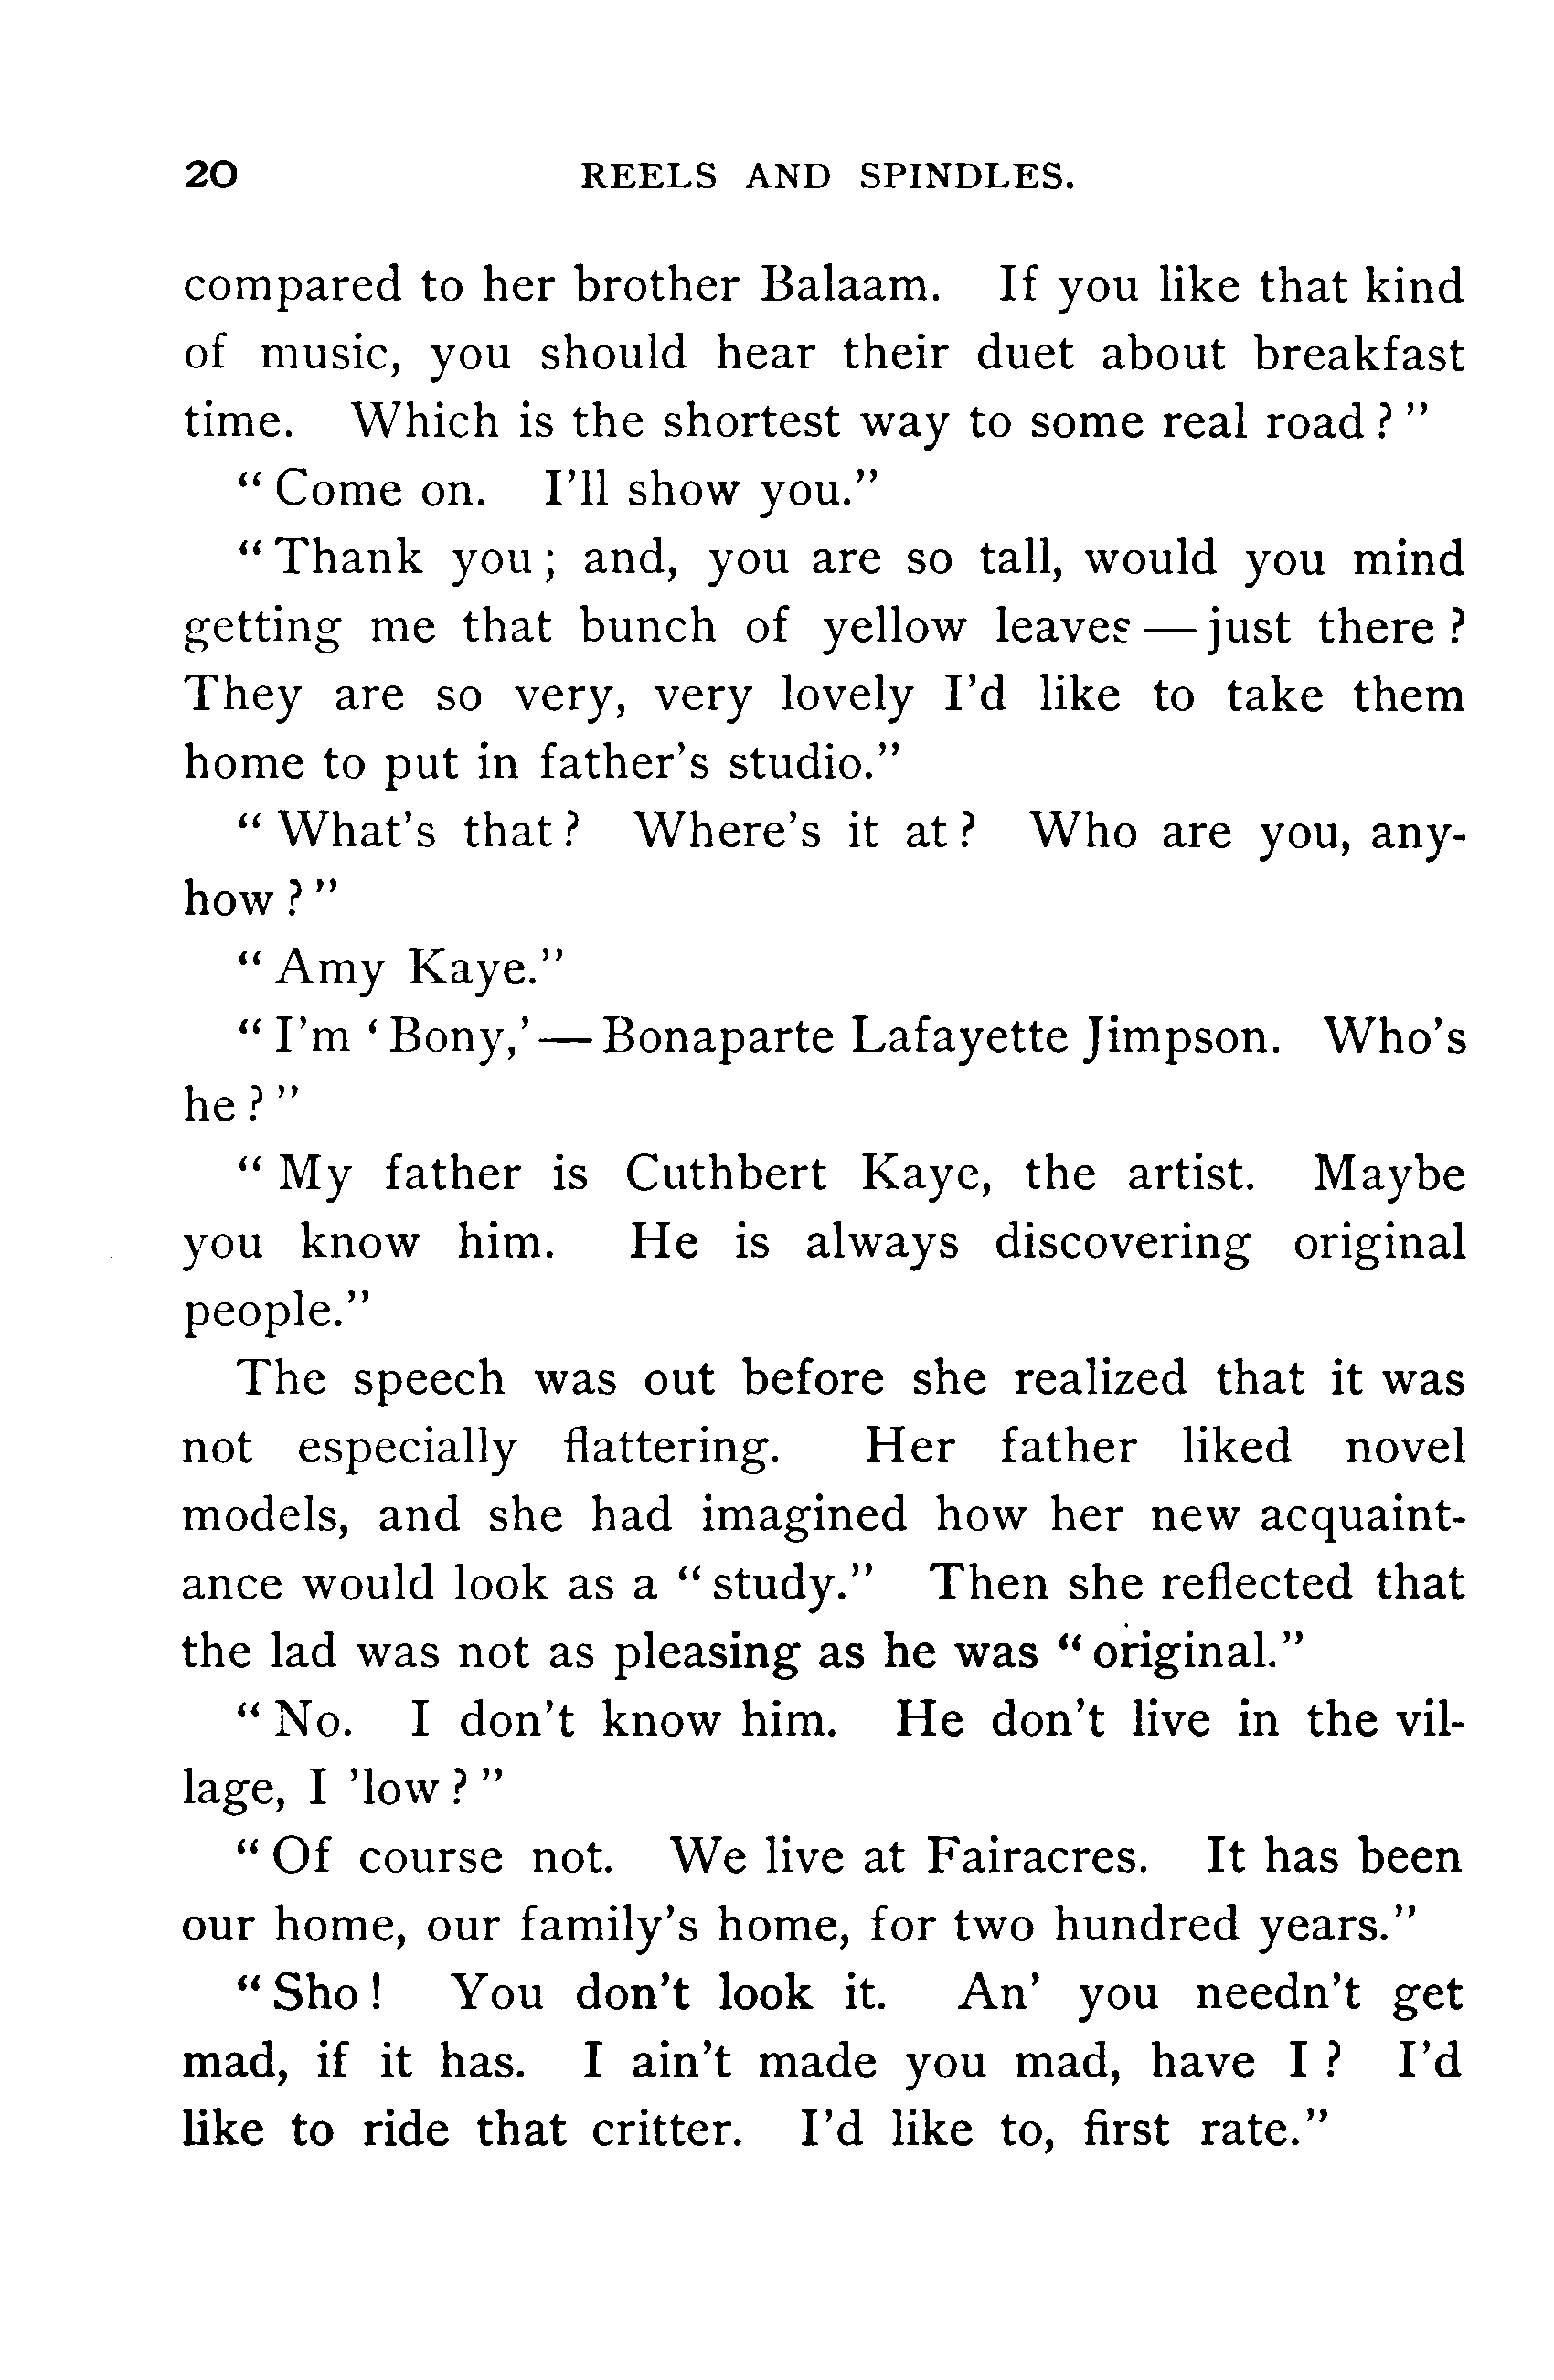 20 REELS AND SPINDLES.
compared to her brother Balaam. If you like that kind
of music, you should hear their duet about breakfast
time. Which is the shortest way to some real road?”
“Come on. I’ll show you.”
“Thank you; and, you are so tall, would you mind
getting me that bunch of yellow leaves—just there?
They are so very, very lovely I’d like to take them
home to put in father’s studio.”
“What’s that? Where’s it at? Who are you, any-
how?”
“Amy Kaye.”
“I’m ‘Bony,’—Bonaparte Lafayette Jimpson. Who’s
he?”
“My father is Cuthbert Kaye, the artist. Maybe
you know him. He is always discovering original
people.”
The speech was out before she realized that it was
not especially flattering. Her father liked novel
models, and she had imagined how her new acquaint-
ance would look as a “study.” Then she reflected that
the lad was not as pleasing as he was “original.”
“No. I don’t know him. He don’t live in the vil-
lage, I ’low?”
“Of course not. We live at Fairacres. It has been
our home, our family’s home, for two hundred years.”
“Sho! You don’t look it. An’ you needn’t get
mad, if it has. I ain’t made you mad, have I? I’d
like to ride that critter. I’d like to, first rate.”